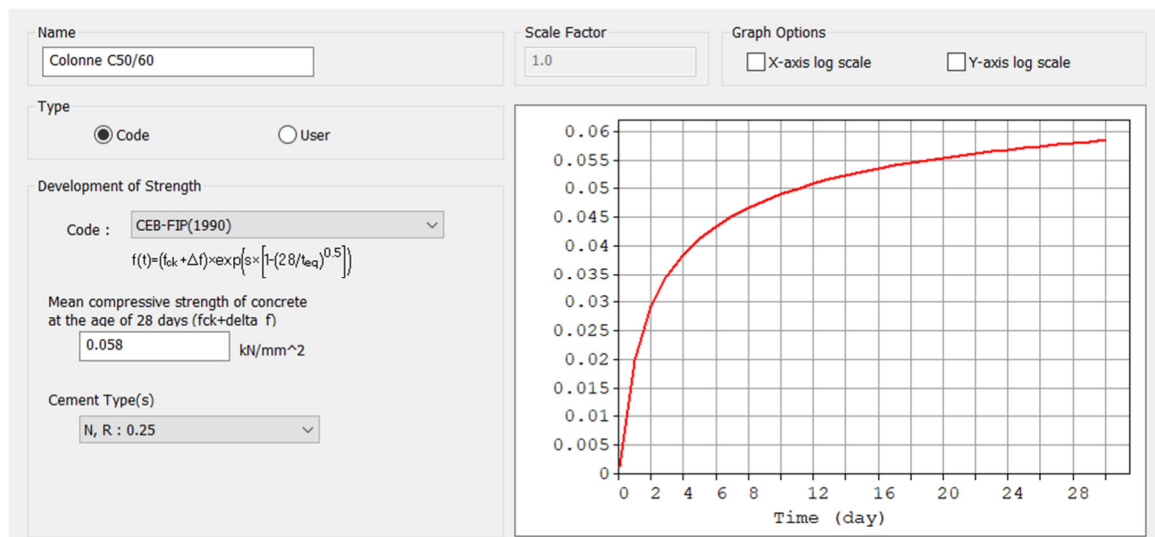 Name
Colonne C50/60
Scale Factor
1.0
Graph Options
X-axis log scale
Y-axis log scale
Type
Code
User
Development of Strength
Code :
CEB-FIP(1990)
f(t)=(fck+Δf)×exp(s×[1-(28/teq)^0.5])
Mean compressive strength of concrete
at the age of 28 days (fck+delta_f)
0.058
kN/mm^2
Cement Type(s)
N, R : 0.25
0.06
0.055
0.05
0.045
0.04
0.035
0.03
0.025
0.02
0.015
0.01
0.005
0
0 2 4 6 8 12 16 20 24 28
Time (day)